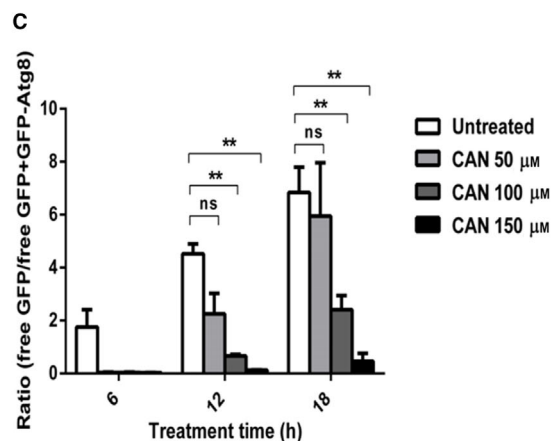 C
Ratio (free GFP/free GFP+GFP-Atg8)
10
8
6
4
2
0
**
**
ns
**
**
ns
6
12
18
Treatment time (h)
Untreated
CAN 50 μM
CAN 100 μM
CAN 150 μM